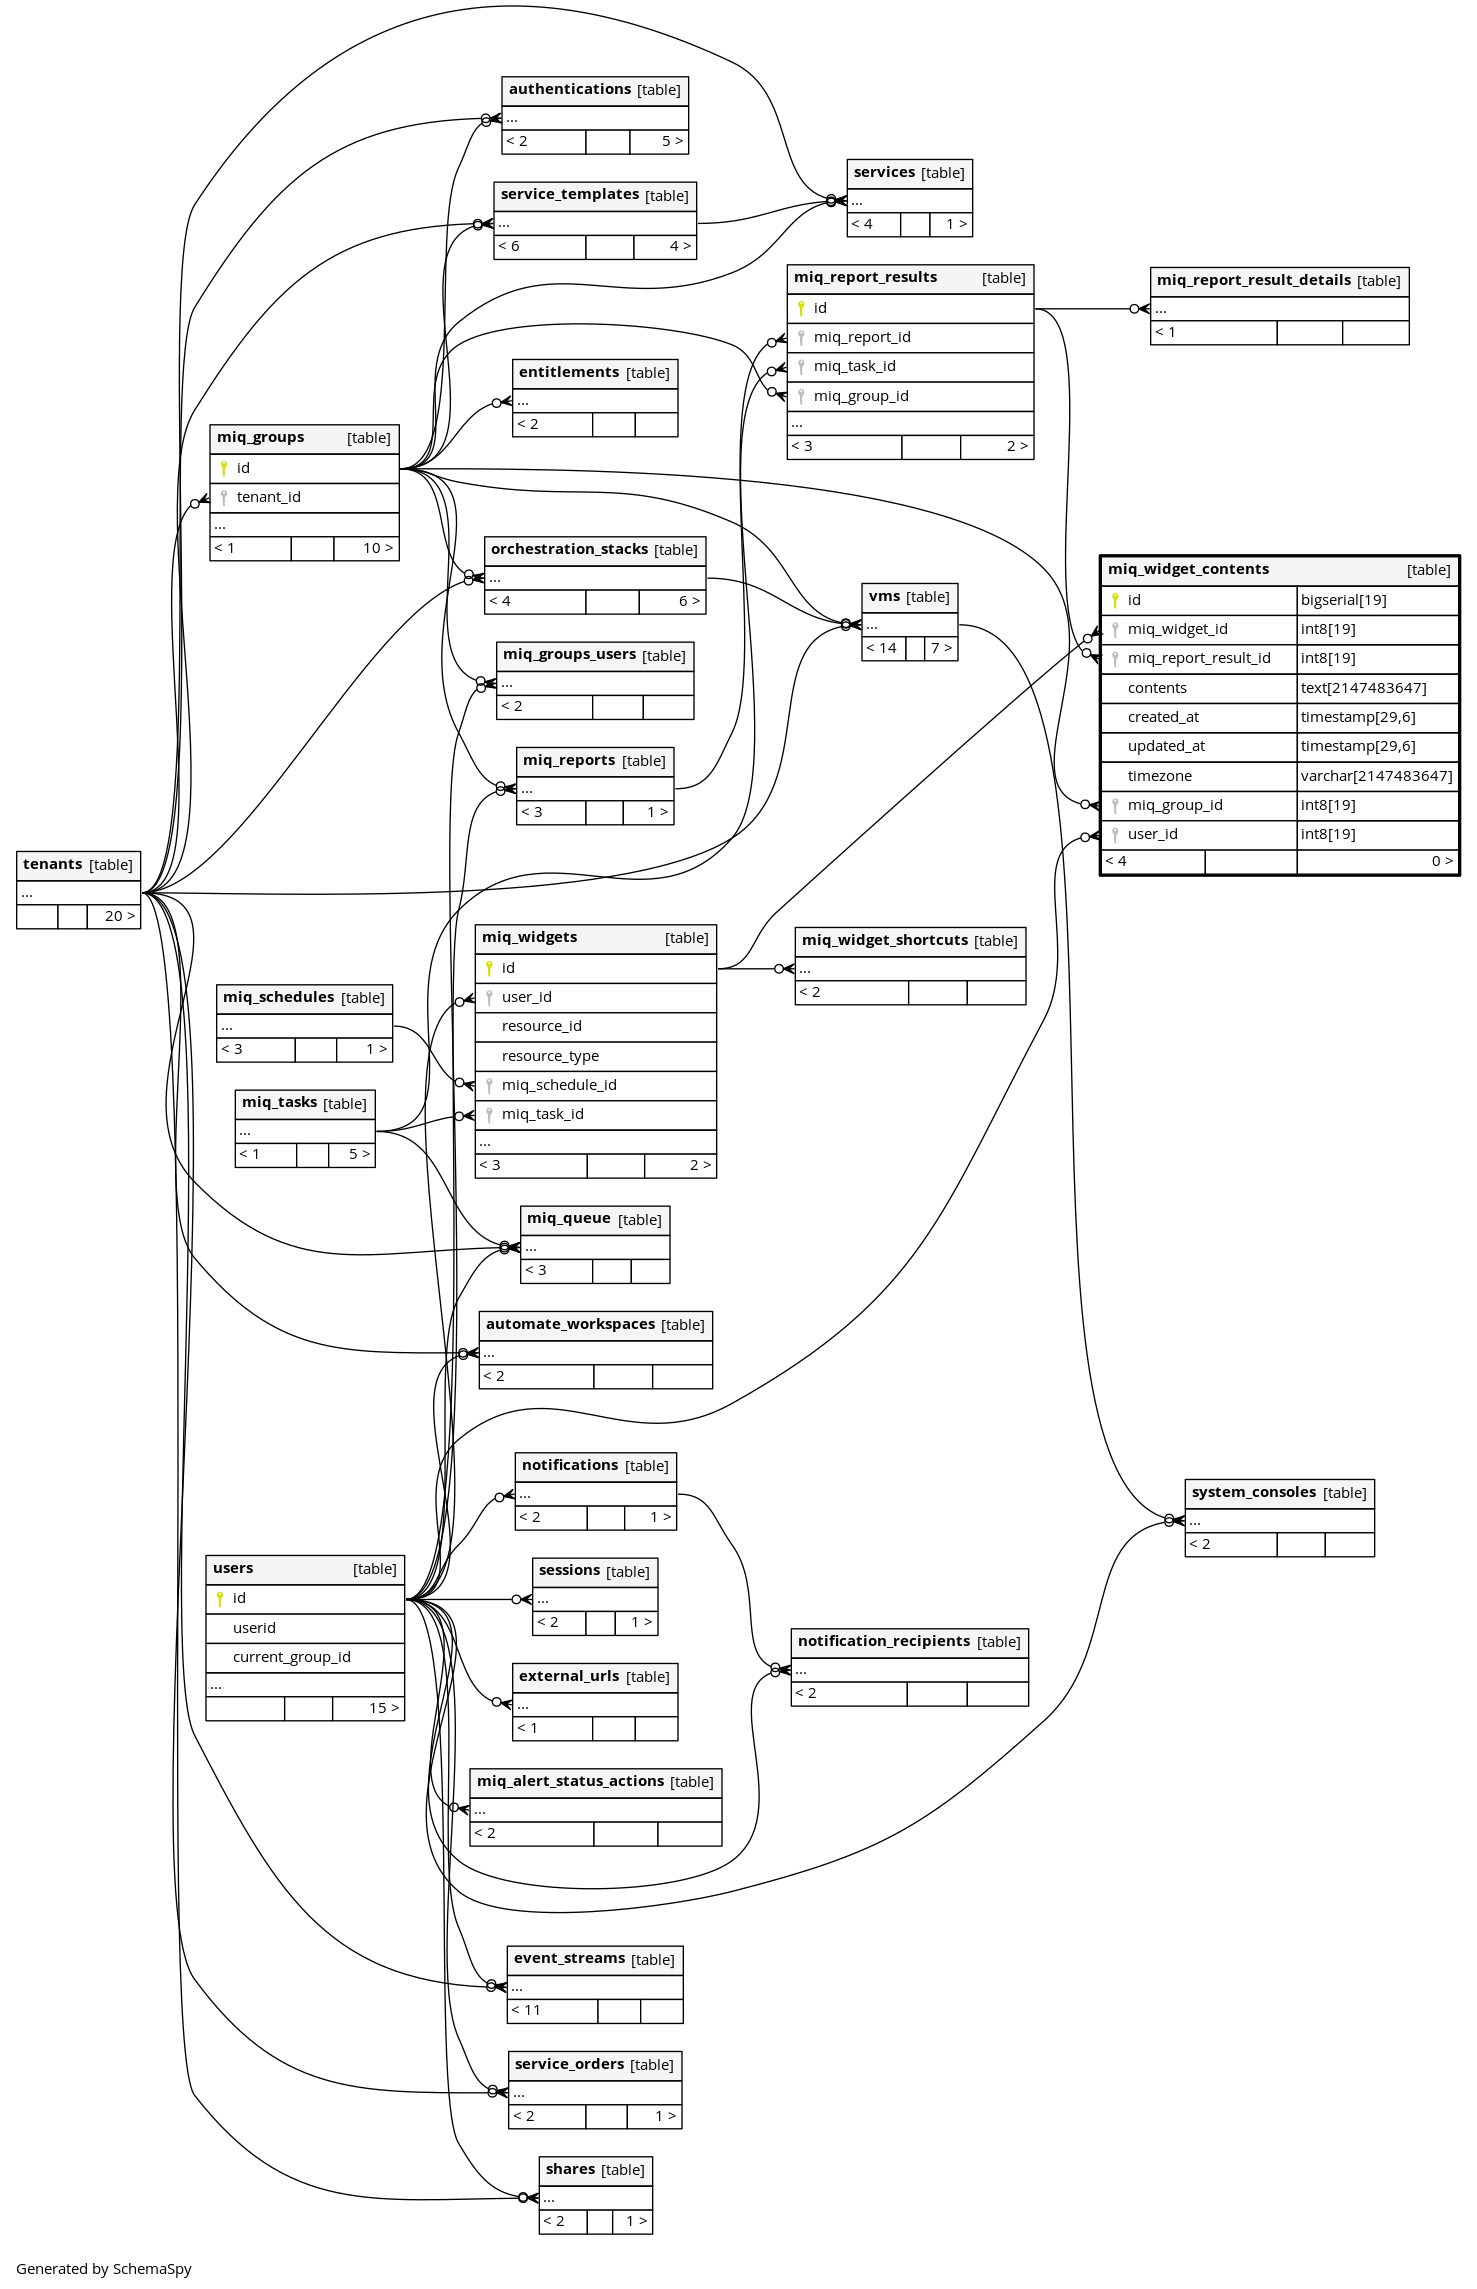 authentications [table]
...
< 2 5 >
service_templates [table]
...
< 6 4 >
services [table]
...
< 4 1 >
miq_report_results [table]
id
miq_report_id
miq_task_id
miq_group_id
...
< 3 2 >
miq_report_result_details [table]
...
< 1
entitlements [table]
...
< 2
miq_groups [table]
id
tenant_id
...
< 1 10 >
orchestration_stacks [table]
...
< 4 6 >
vms [table]
...
< 14 7 >
miq_widget_contents [table]
id bigserial[19]
miq_widget_id int8[19]
miq_report_result_id int8[19]
contents text[2147483647]
created_at timestamp[29,6]
updated_at timestamp[29,6]
timezone varchar[2147483647]
miq_group_id int8[19]
user_id int8[19]
< 4 0 >
miq_groups_users [table]
...
< 2
miq_reports [table]
...
< 3 1 >
tenants [table]
...
20 >
miq_widgets [table]
id
user_id
resource_id
resource_type
miq_schedule_id
miq_task_id
...
< 3 2 >
miq_widget_shortcuts [table]
...
< 2
miq_schedules [table]
...
< 3 1 >
miq_tasks [table]
...
< 1 5 >
miq_queue [table]
...
< 3
automate_workspaces [table]
...
< 2
notifications [table]
...
< 2 1 >
system_consoles [table]
...
< 2
users [table]
id
userid
current_group_id
...
15 >
sessions [table]
...
< 2 1 >
notification_recipients [table]
...
< 2
external_urls [table]
...
< 1
miq_alert_status_actions [table]
...
< 2
event_streams [table]
...
< 11
service_orders [table]
...
< 2 1 >
shares [table]
...
< 2 1 >
Generated by SchemaSpy